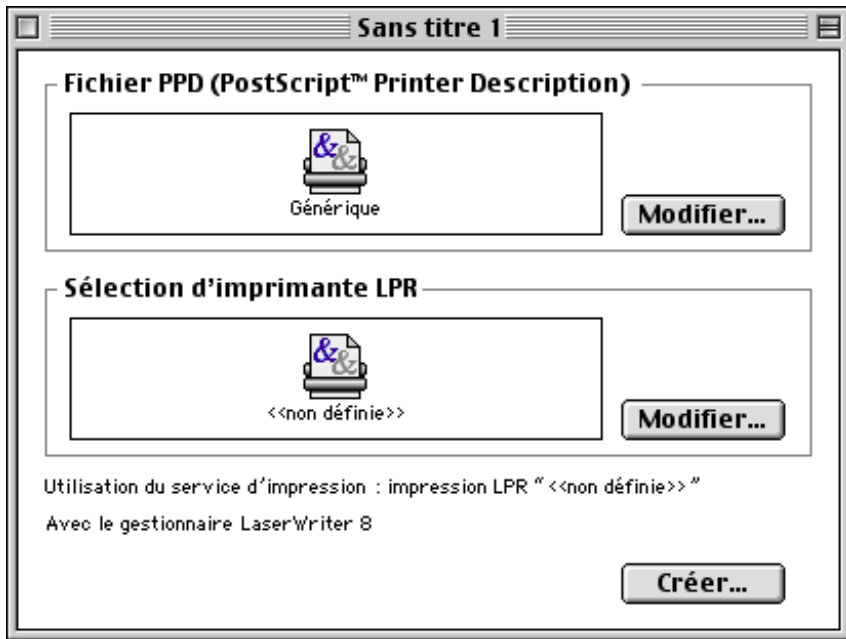 Sans titre 1
Fichier PPD (PostScript™ Printer Description)
&&
Générique
Modifier...
Sélection d'imprimante LPR
&&
<<non définie>>
Modifier...
Utilisation du service d'impression : impression LPR “<<non définie>>”
Avec le gestionnaire LaserWriter 8
Créer...